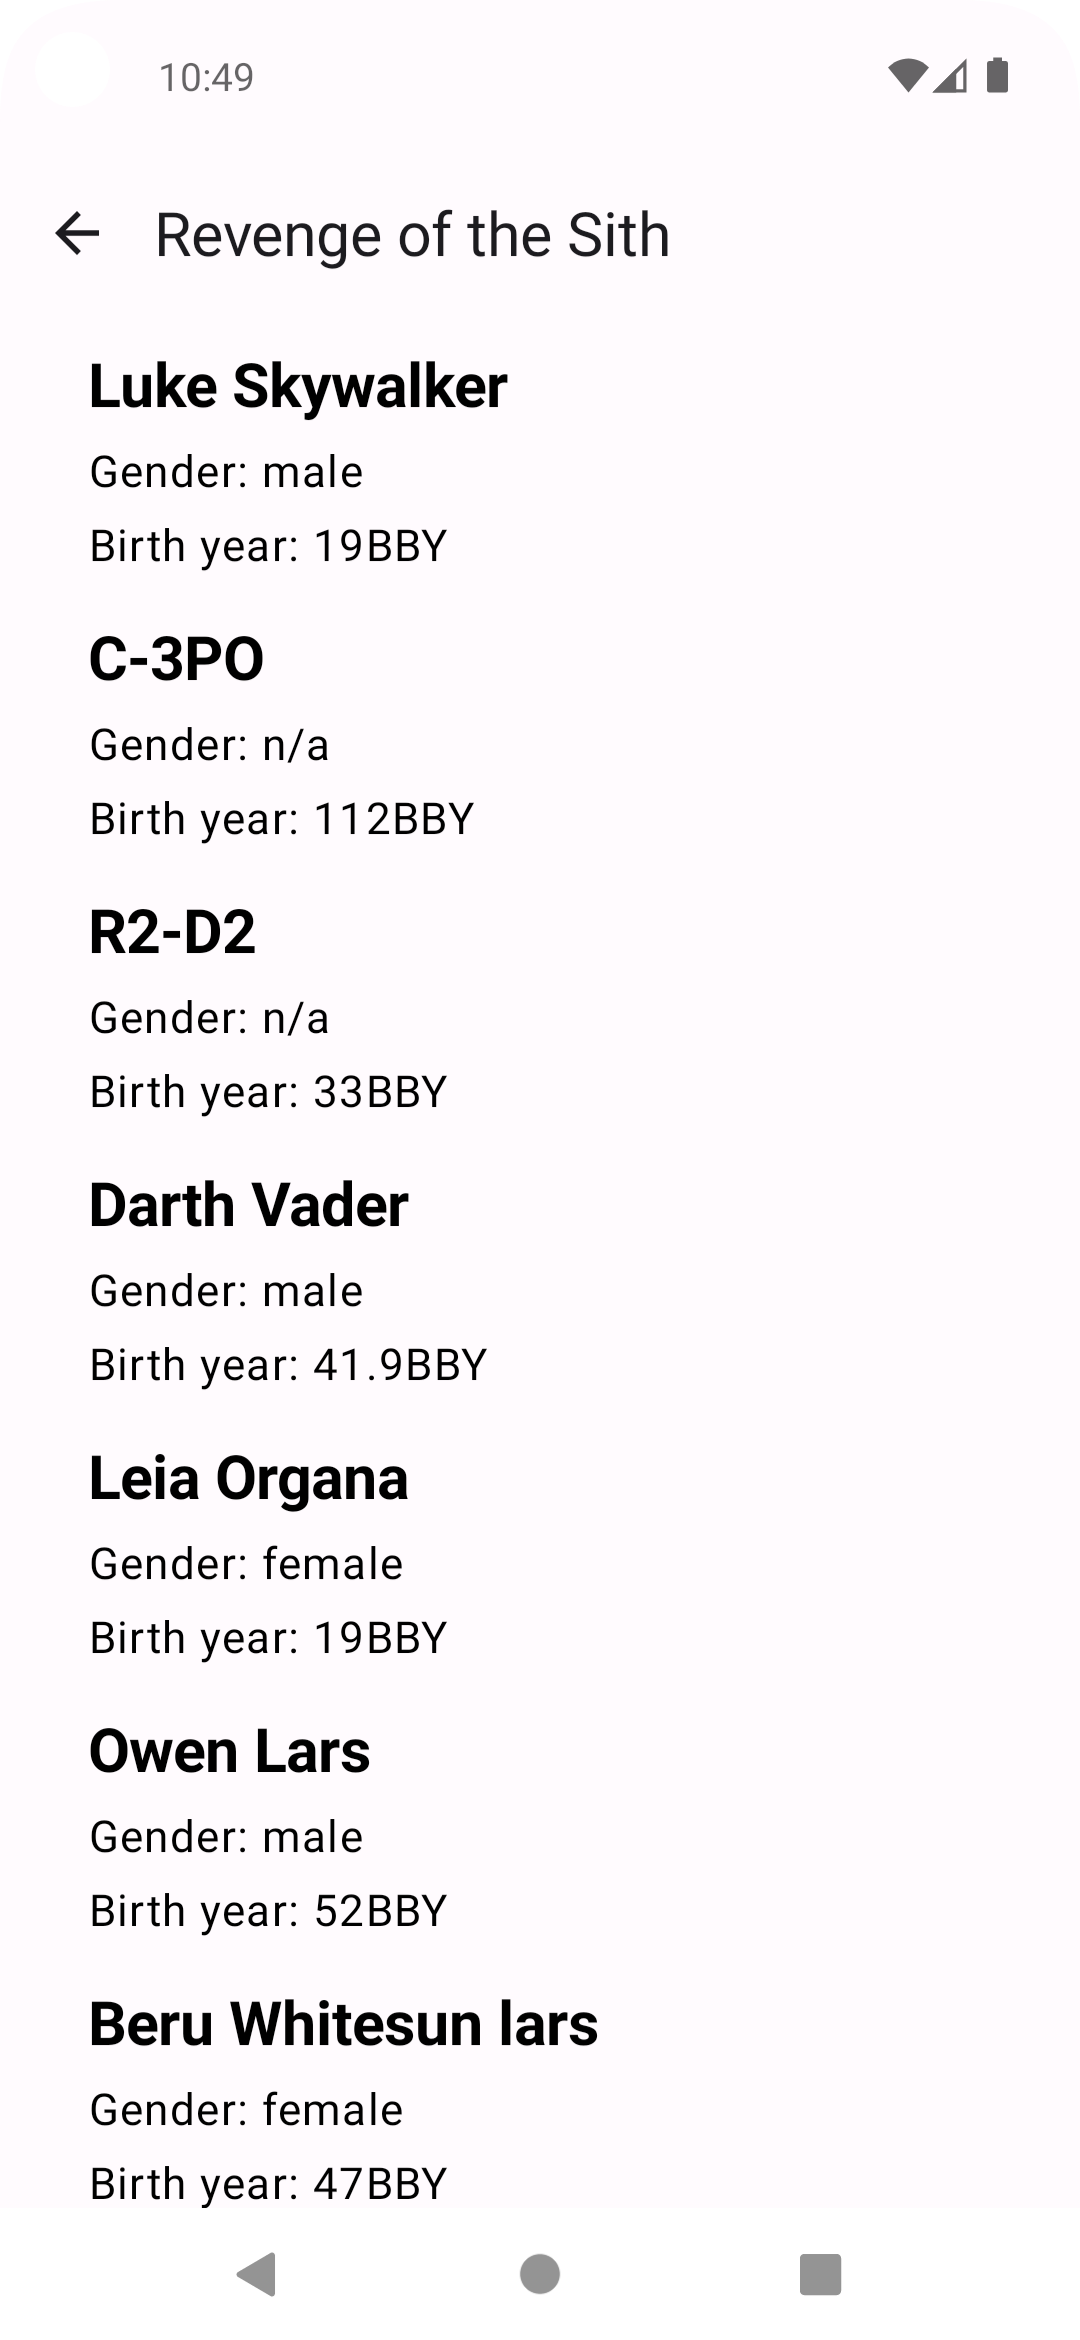 10:49
Revenge of the Sith
Luke Skywalker
Gender: male
Birth year: 19BBY
C-3PO
Gender: n/a
Birth year: 112BBY
R2-D2
Gender: n/a
Birth year: 33BBY
Darth Vader
Gender: male
Birth year: 41.9BBY
Leia Organa
Gender: female
Birth year: 19BBY
Owen Lars
Gender: male
Birth year: 52BBY
Beru Whitesun lars
Gender: female
Birth year: 47BBY